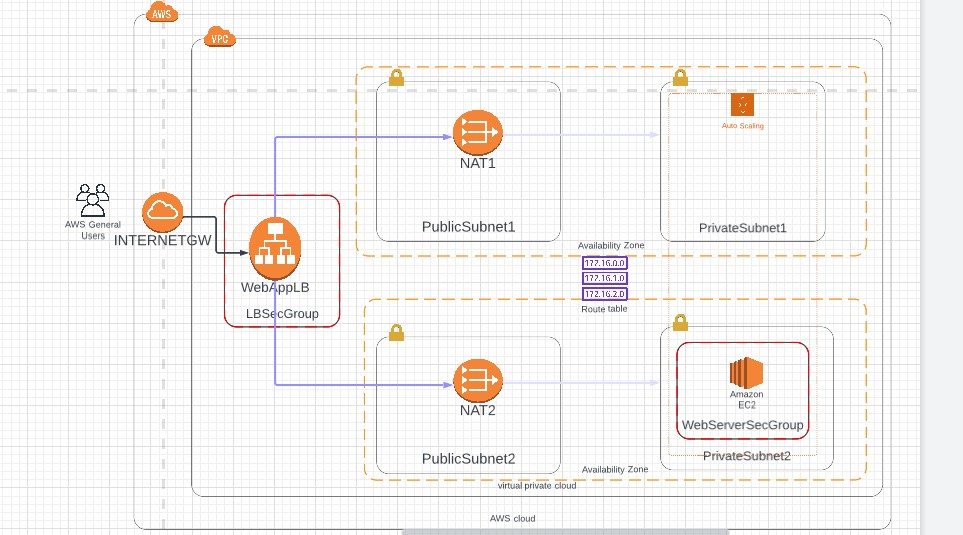 AWS
VPC
Auto Scaling
NAT1
AWS General
Users
INTERNETGW
PublicSubnet1
PrivateSubnet1
Availability Zone
172.16.0.0
172.16.1.0
172.16.2.0
Route table
WebAppLB
LBSecGroup
Amazon
EC2
NAT2
WebServerSecGroup
PublicSubnet2
PrivateSubnet2
Availability Zone
virtual private cloud
AWS cloud